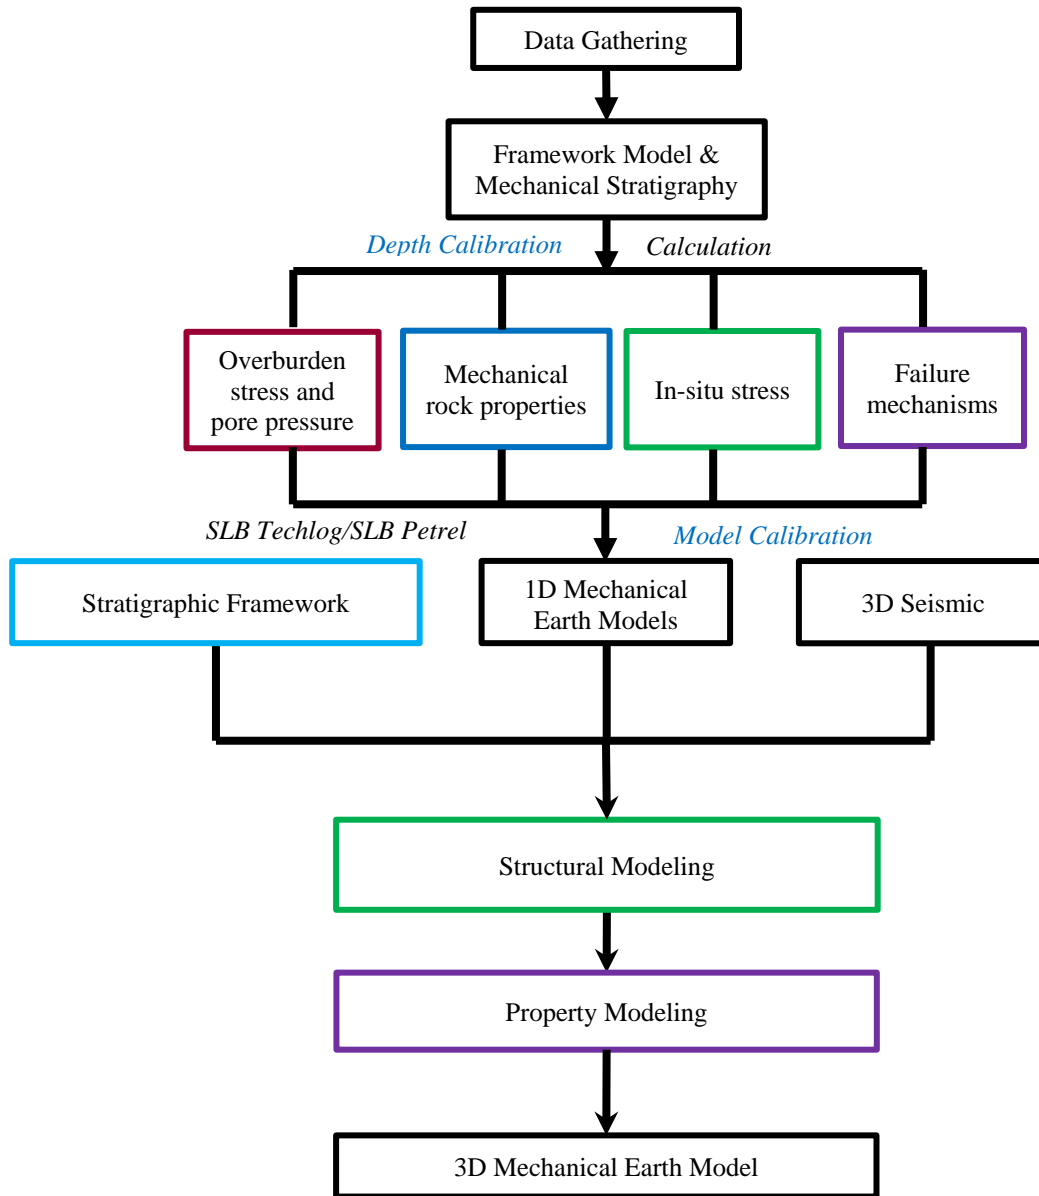 Data Gathering
Framework Model &
Mechanical Stratigraphy
Depth Calibration
Calculation
Overburden
stress and
pore pressure
Mechanical
rock properties
In-situ stress
Failure
mechanisms
SLB Techlog/SLB Petrel
Model Calibration
Stratigraphic Framework
1D Mechanical
Earth Models
3D Seismic
Structural Modeling
Property Modeling
3D Mechanical Earth Model